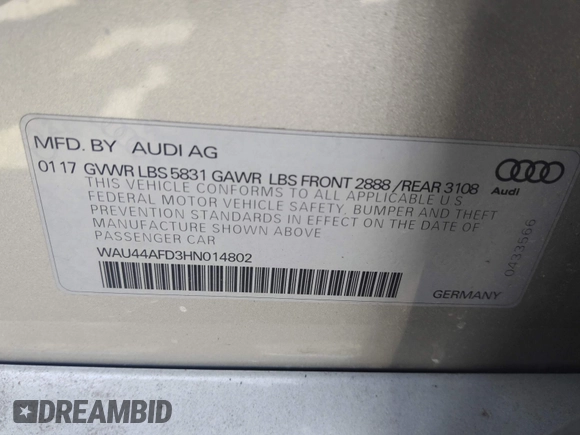 MFD. BY AUDI AG
01 17 GVWR LBS 5831 GAWR LBS FRONT 2888 / REAR 3108
THIS VEHICLE CONFORMS TO ALL APPLICABLE U S
FEDERAL MOTOR VEHICLE SAFETY, BUMPER AND THEFT
PREVENTION STANDARDS IN EFFECT ON THE DATE OF
MANUFACTURE SHOWN ABOVE
PASSENGER CAR
WAU44AFD3HN014802
Audi
0433566
GERMANY
DREAMBID